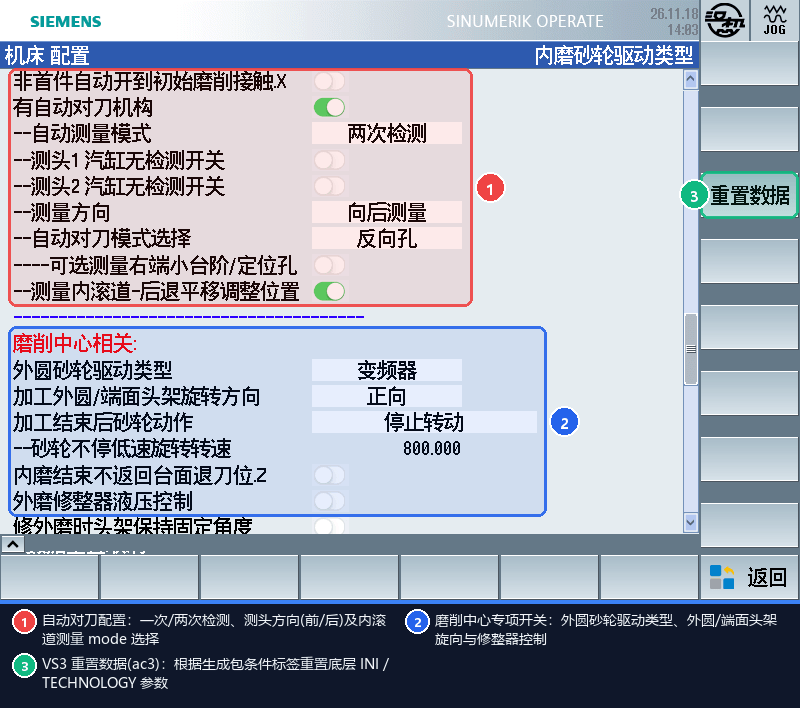 SIEMENS
SINUMERIK OPERATE
26.11.18
14:03
JOG
机床 配置
内磨砂轮驱动类型
非首件自动开到初始磨削接触.X
有自动对刀机构
--自动测量模式
两次检测
--测头1 汽缸无检测开关
--测头2 汽缸无检测开关
1
3
重置数据
--测量方向
向后测量
--自动对刀模式选择
反向孔
----可选测量右端小台阶/定位孔
--测量内滚道-后退平移调整位置
----------------------------------------
磨削中心相关:
外圆砂轮驱动类型
变频器
加工外圆/端面头架旋转方向
正向
加工结束后砂轮动作
停止转动
2
--砂轮不停低速旋转转速
800.000
内磨结束不返回台面退刀位.Z
外磨修整器液压控制
修外磨时头架保持固定角度
返回
1 自动对刀配置：一次/两次检测、测头方向(前/后)及内滚
道测量 mode 选择
2 磨削中心专项开关：外圆砂轮驱动类型、外圆/端面头架
旋向与修整器控制
3 VS3 重置数据(ac3)：根据生成包条件标签重置底层 INI /
TECHNOLOGY 参数